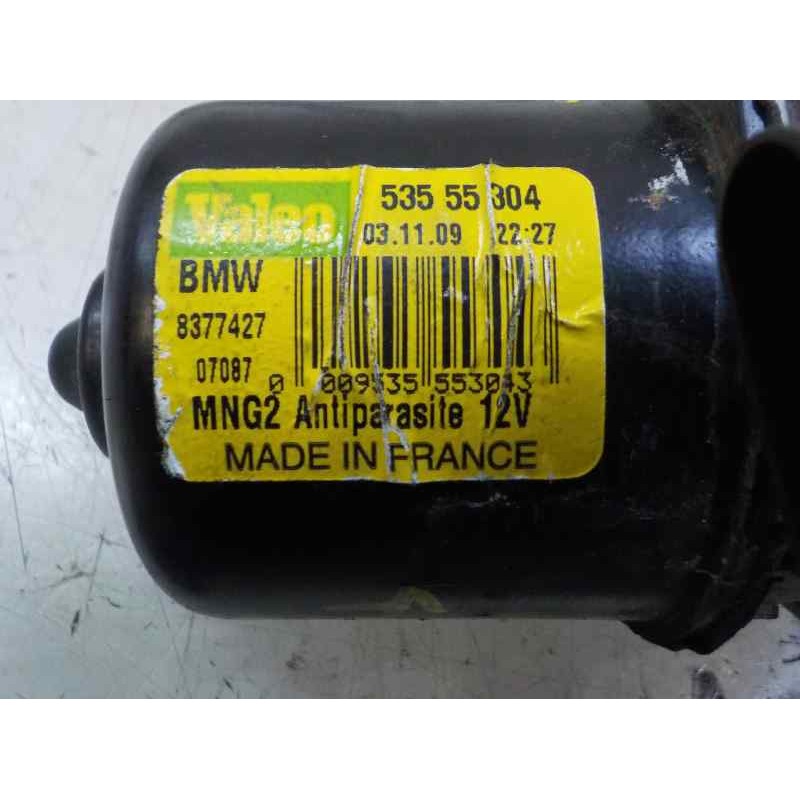 Valeo 535 55 304
03.11.09 22:27
BMW
8377427
07087
0 009535 553043
MNG2 Antiparasite 12V
MADE IN FRANCE